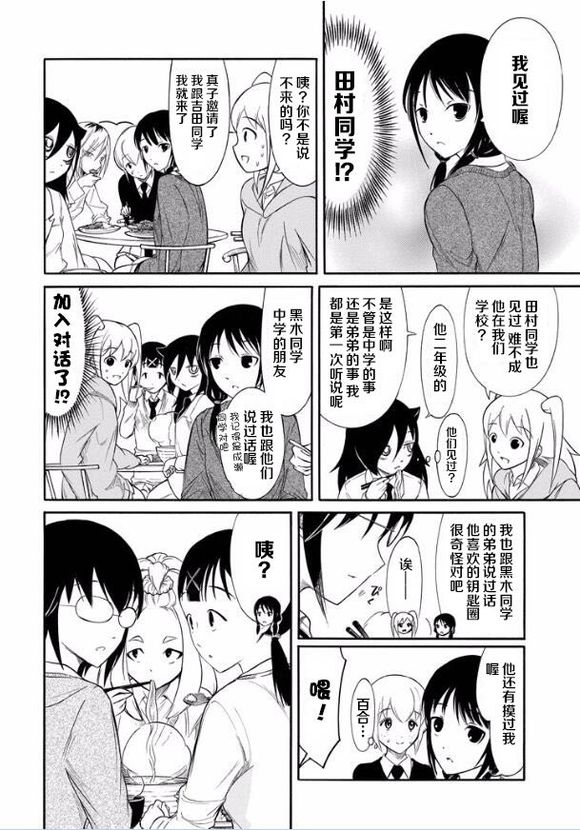 我见过喔
田村同学!?
咦？你不是说
不来的吗？
真子邀请了
我跟吉田同学
我就来了
田村同学也
见过 难不成
他在我们
学校？
他二年级的
他们见过？
是这样啊
不管是中学的事
还是弟弟的事 我
都是第一次听说呢
黑木同学
中学的朋友
我也跟他们
说过话喔
我记得是成濑
同学对吧
加入对话了!?
我也跟黑木同学
的弟弟说过话
他喜欢的钥匙圈
很奇怪对吧
诶——
咦？
他还有摸过我
喔
百合…
喂！